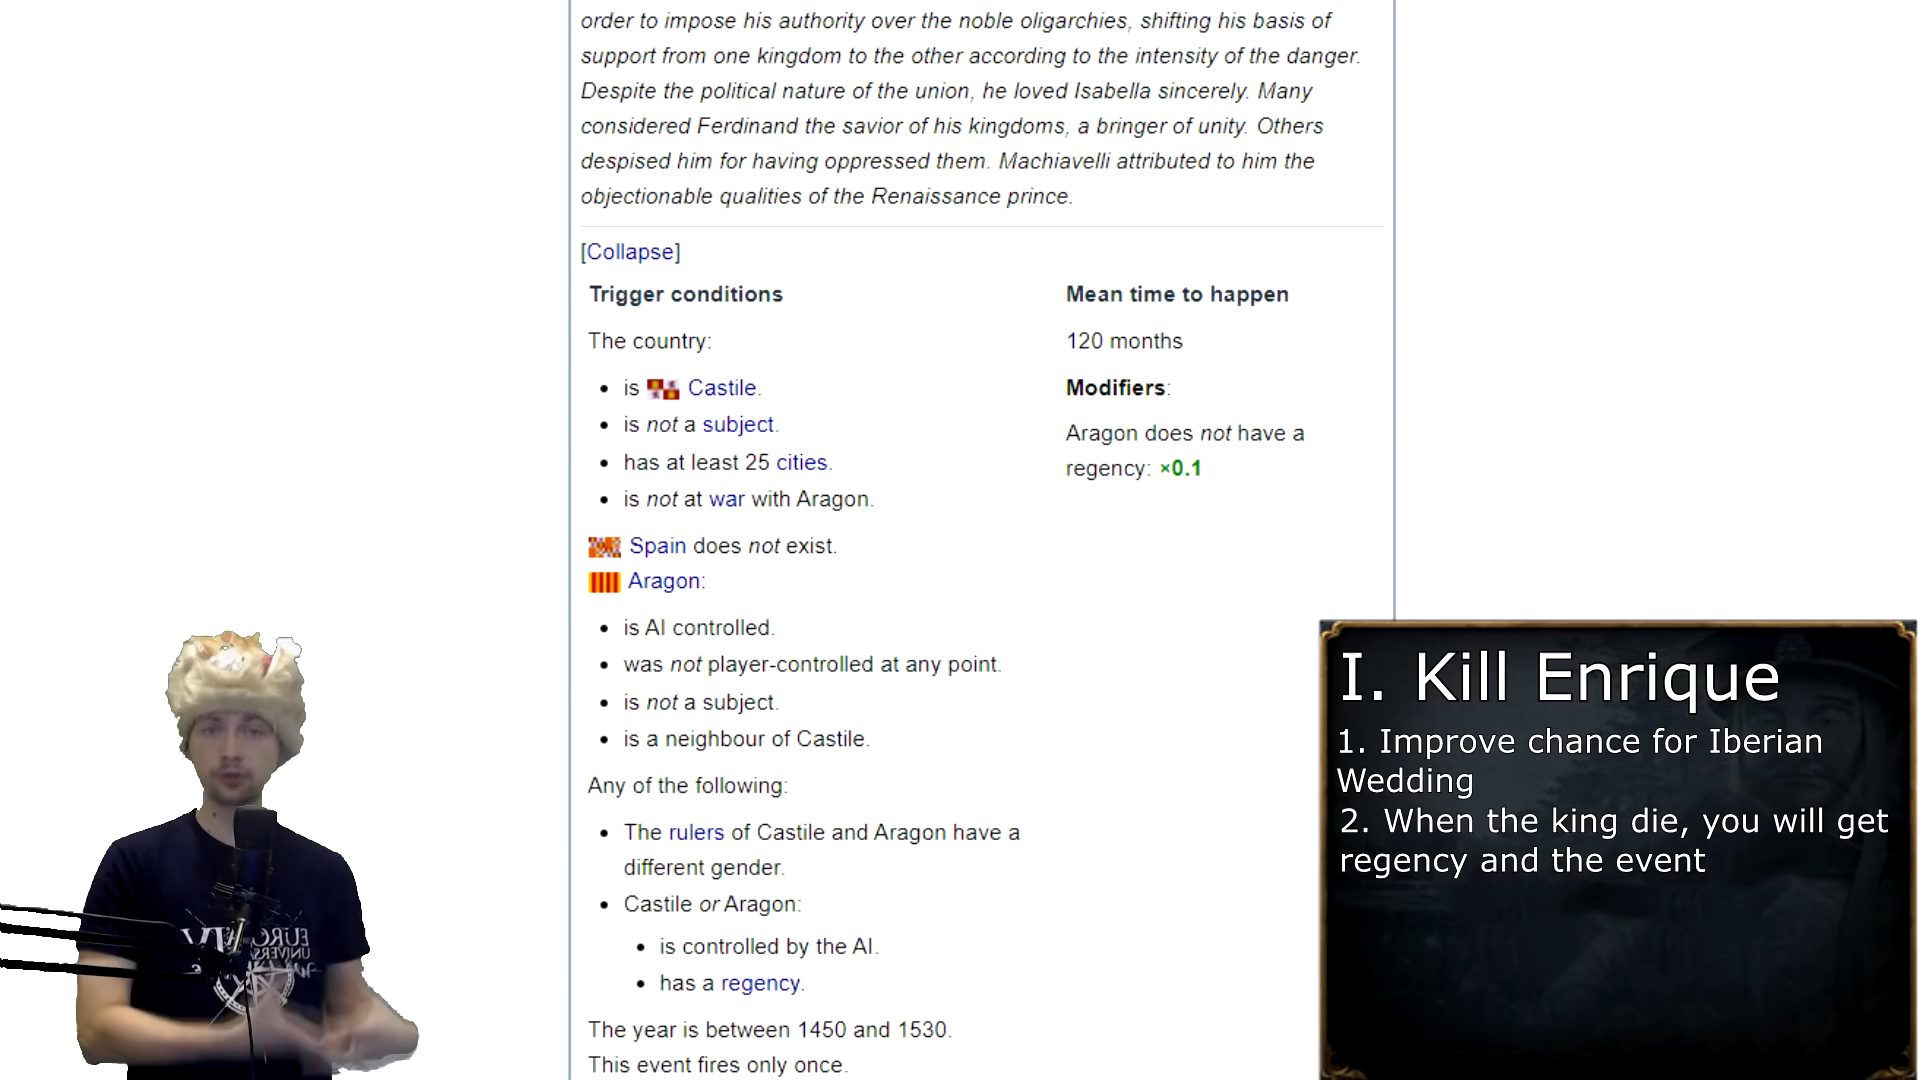 order to impose his authority over the noble oligarchies, shifting his basis of
support from one kingdom to the other according to the intensity of the danger.
Despite the political nature of the union, he loved Isabella sincerely. Many
considered Ferdinand the savior of his kingdoms, a bringer of unity. Others
despised him for having oppressed them. Machiavelli attributed to him the
objectionable qualities of the Renaissance prince.
[Collapse]
Trigger conditions
The country:
• is Castile.
• is not a subject.
• has at least 25 cities.
• is not at war with Aragon.
Spain does not exist.
Aragon:
• is AI controlled.
• was not player-controlled at any point.
• is not a subject.
• is a neighbour of Castile.
Any of the following:
• The rulers of Castile and Aragon have a
different gender.
• Castile or Aragon:
• is controlled by the AI.
• has a regency.
The year is between 1450 and 1530.
This event fires only once.
Mean time to happen
120 months
Modifiers:
Aragon does not have a
regency: ×0.1
I. Kill Enrique
1. Improve chance for Iberian
Wedding
2. When the king die, you will get
regency and the event